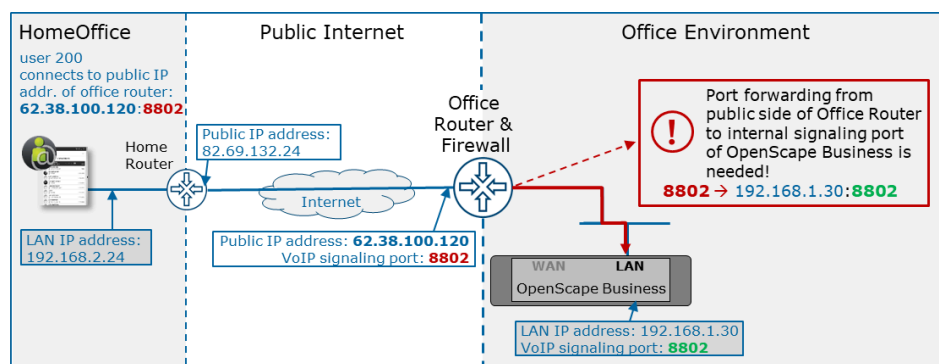 HomeOffice
user 200
connects to public IP
addr. of office router:
62.38.100.120:8802
Home
Router
LAN IP address:
192.168.2.24
Public Internet
Public IP address:
82.69.132.24
Internet
Office
Router &
Firewall
Public IP address: 62.38.100.120
VoIP signaling port: 8802
Office Environment
Port forwarding from
public side of Office Router
to internal signaling port
of OpenScape Business is
needed!
8802 → 192.168.1.30:8802
WAN LAN
OpenScape Business
LAN IP address: 192.168.1.30
VoIP signaling port: 8802